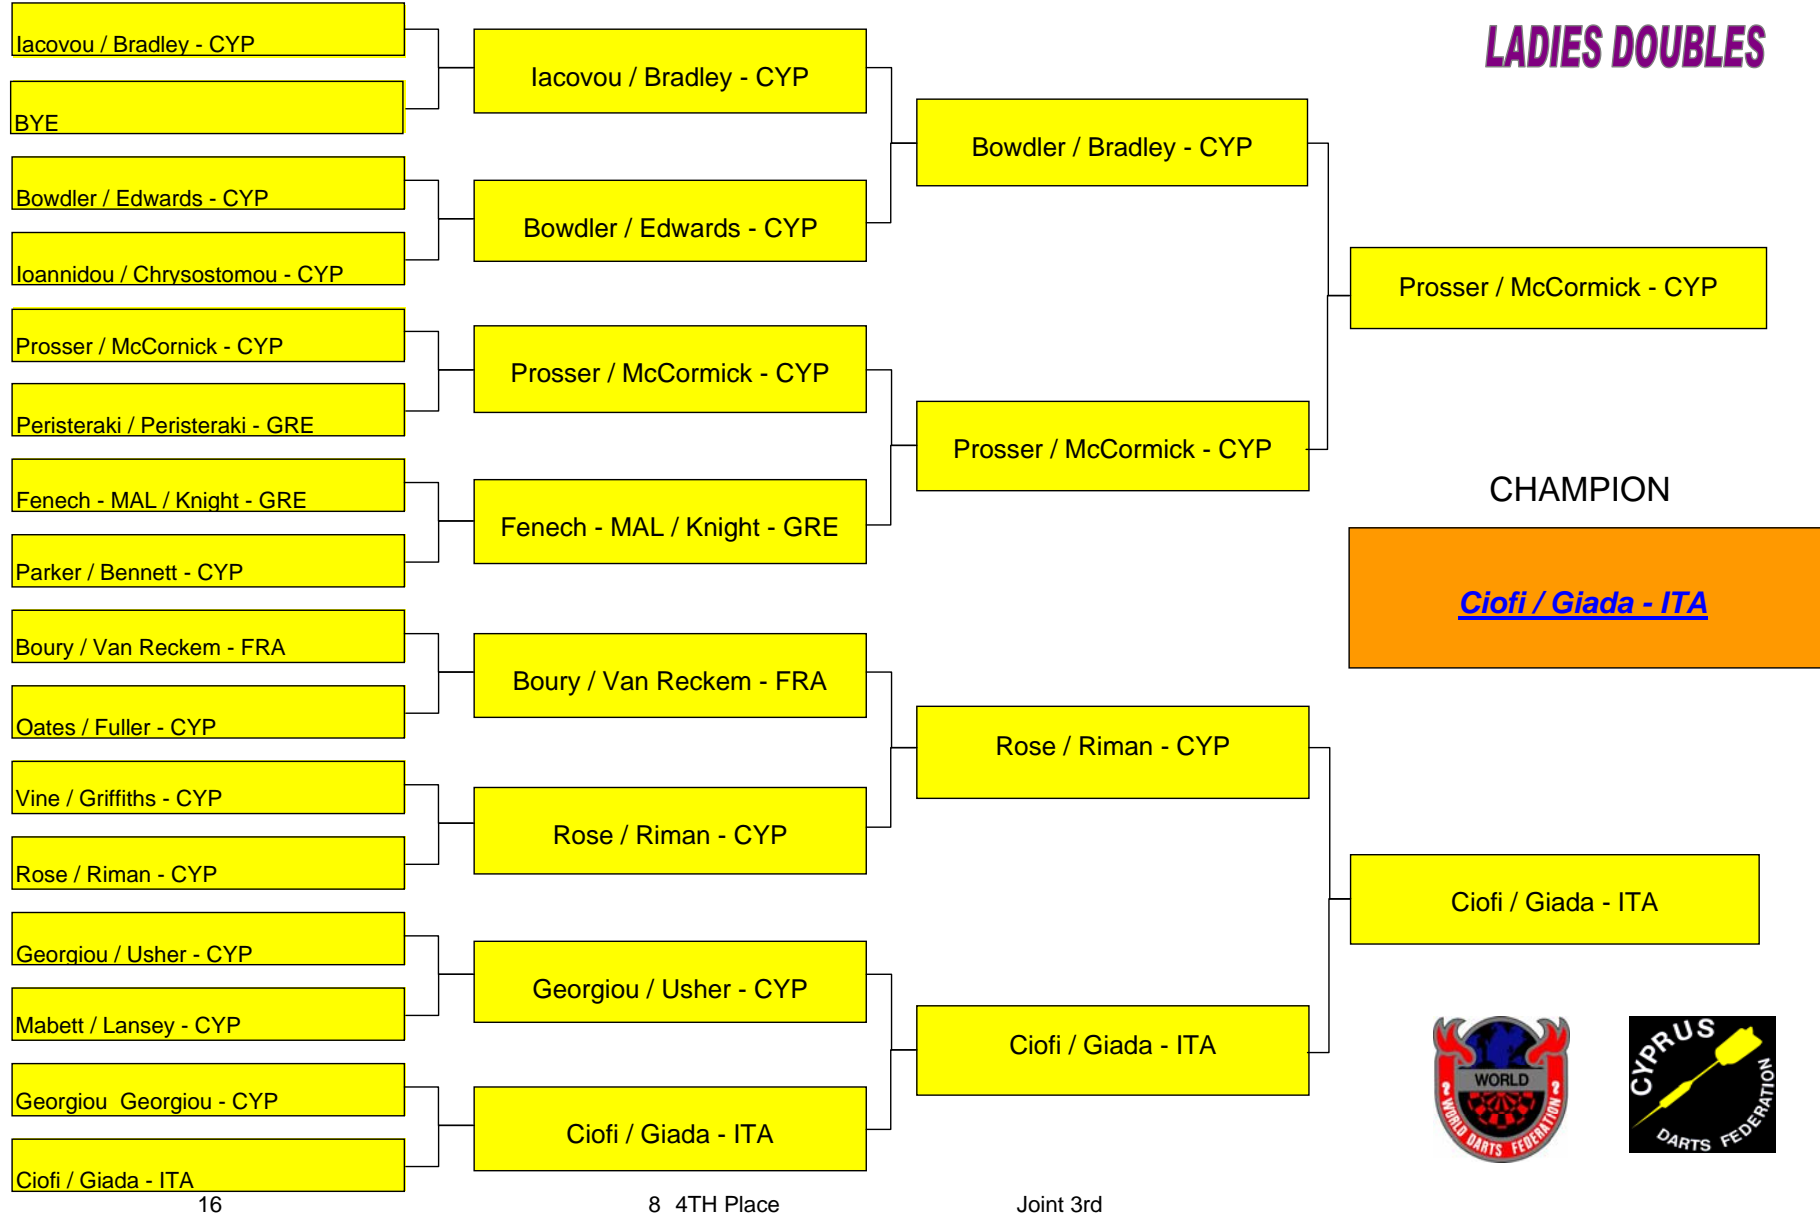 LADIES DOUBLES
Iacovou / Bradley - CYP
BYE
Bowdler / Edwards - CYP
Ioannidou / Chrysostomou - CYP
Prosser / McCornick - CYP
Peristeraki / Peristeraki - GRE
Fenech - MAL / Knight - GRE
Parker / Bennett - CYP
Boury / Van Reckem - FRA
Oates / Fuller - CYP
Vine / Griffiths - CYP
Rose / Riman - CYP
Georgiou / Usher - CYP
Mabett / Lansey - CYP
Georgiou  Georgiou - CYP
Ciofi / Giada - ITA
16
Iacovou / Bradley - CYP
Bowdler / Edwards - CYP
Prosser / McCormick - CYP
Fenech - MAL / Knight - GRE
Boury / Van Reckem - FRA
Rose / Riman - CYP
Georgiou / Usher - CYP
Ciofi / Giada - ITA
8  4TH Place
Bowdler / Bradley - CYP
Prosser / McCormick - CYP
Rose / Riman - CYP
Ciofi / Giada - ITA
Joint 3rd
Prosser / McCormick - CYP
Ciofi / Giada - ITA
CHAMPION
Ciofi / Giada - ITA
WORLD
? WORLD DARTS FEDERATION ?
CYPRUS
DARTS FEDERATION